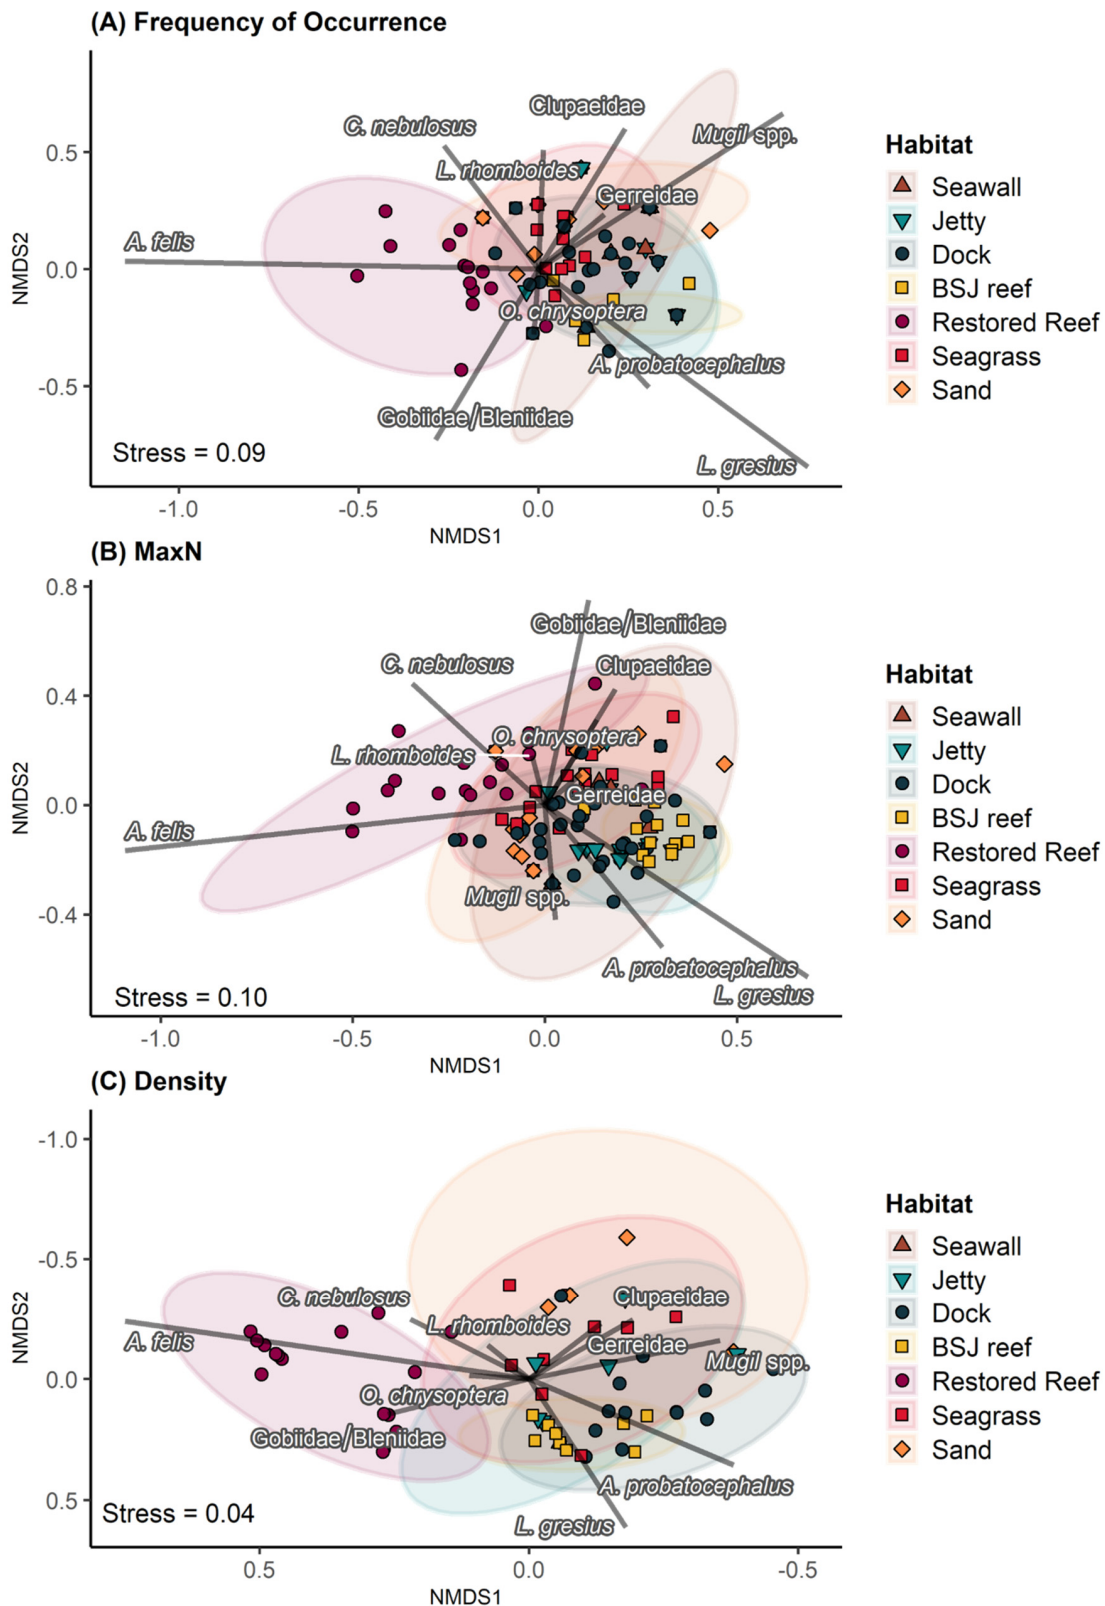 (A) Frequency of Occurrence
Clupaeidae
C. nebulosus
Mugil spp.
L. rhomboides
Gerreidae
A. felis
O. chrysoptera
A. probatocephalus
Gobiidae/Bleniidae
L. gresius
Stress = 0.09
0.5
0.0
-0.5
NMDS2
-1.0 -0.5 0.0 0.5
NMDS1
Habitat
Seawall
Jetty
Dock
BSJ reef
Restored Reef
Seagrass
Sand
(B) MaxN
Gobiidae/Bleniidae
C. nebulosus
Clupaeidae
O. chrysoptera
L. rhomboides
Gerreidae
A. felis
Mugil spp.
A. probatocephalus
L. gresius
Stress = 0.10
0.8
0.4
0.0
-0.4
NMDS2
-1.0 -0.5 0.0 0.5
NMDS1
Habitat
Seawall
Jetty
Dock
BSJ reef
Restored Reef
Seagrass
Sand
(C) Density
C. nebulosus
Clupaeidae
L. rhomboides
A. felis
Gerreidae
Mugil spp.
O. chrysoptera
Gobiidae/Bleniidae
A. probatocephalus
L. gresius
Stress = 0.04
-1.0
-0.5
0.0
0.5
NMDS2
0.5 0.0 -0.5
NMDS1
Habitat
Seawall
Jetty
Dock
BSJ reef
Restored Reef
Seagrass
Sand